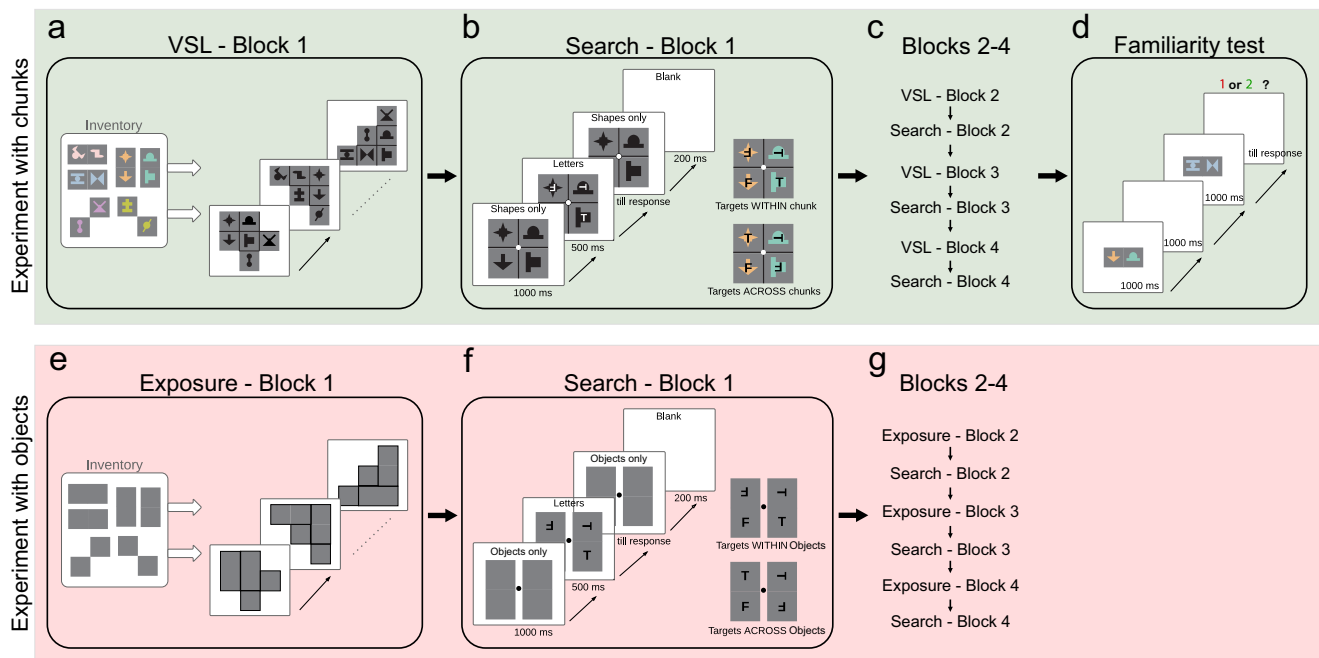 Experiment with chunks
a
VSL - Block 1
Inventory
b
Search - Block 1
Blank
Shapes only
200 ms
Letters
F T
T
till response
Shapes only
500 ms
1000 ms
F T
F T
Targets WITHIN chunk
T T
F F
Targets ACROSS chunks
c
Blocks 2-4
VSL - Block 2
Search - Block 2
VSL - Block 3
Search - Block 3
VSL - Block 4
Search - Block 4
d
Familiarity test
1 or 2 ?
till response
1000 ms
1000 ms
1000 ms
Experiment with objects
e
Exposure - Block 1
Inventory
f
Search - Block 1
Blank
Objects only
200 ms
Letters
F T
T
till response
Objects only
500 ms
1000 ms
F T
F T
Targets WITHIN Objects
T T
F F
Targets ACROSS Objects
g
Blocks 2-4
Exposure - Block 2
Search - Block 2
Exposure - Block 3
Search - Block 3
Exposure - Block 4
Search - Block 4